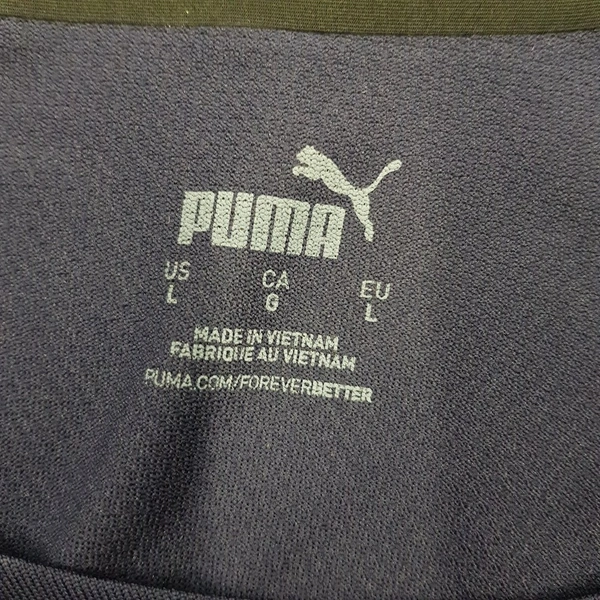 PUMA
US CA EU
L G L
MADE IN VIETNAM
FABRIQUE AU VIETNAM
PUMA.COM/FOREVERBETTER